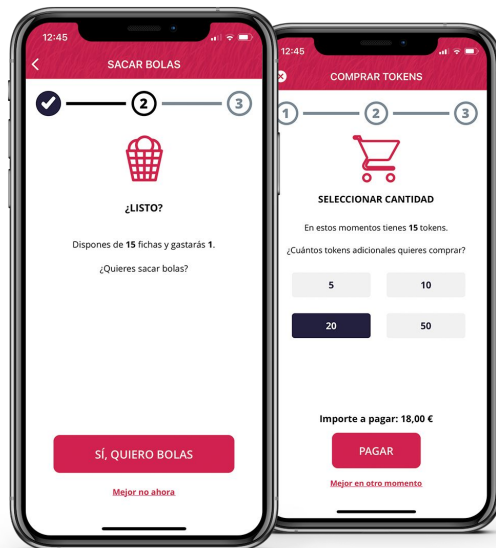 12:45
SACAR BOLAS
2
3
¿LISTO?
Dispones de 15 fichas y gastarás 1.
¿Quieres sacar bolas?
SÍ, QUIERO BOLAS
Mejor no ahora
12:45
COMPRAR TOKENS
1
2
3
SELECCIONAR CANTIDAD
En estos momentos tienes 15 tokens.
¿Cuántos tokens adicionales quieres comprar?
5
10
20
50
Importe a pagar: 18,00 €
PAGAR
Mejor en otro momento